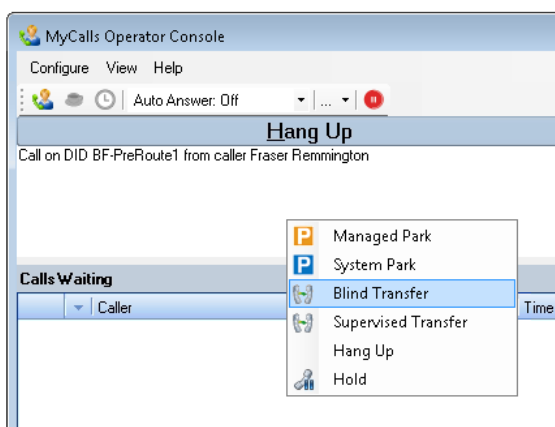 MyCalls Operator Console
Configure View Help
Auto Answer: Off ...
Hang Up
Call on DID BF-PreRoute1 from caller Fraser Remmington
P Managed Park
P System Park
Blind Transfer
Supervised Transfer
Hang Up
Hold
Calls Waiting
Caller Time